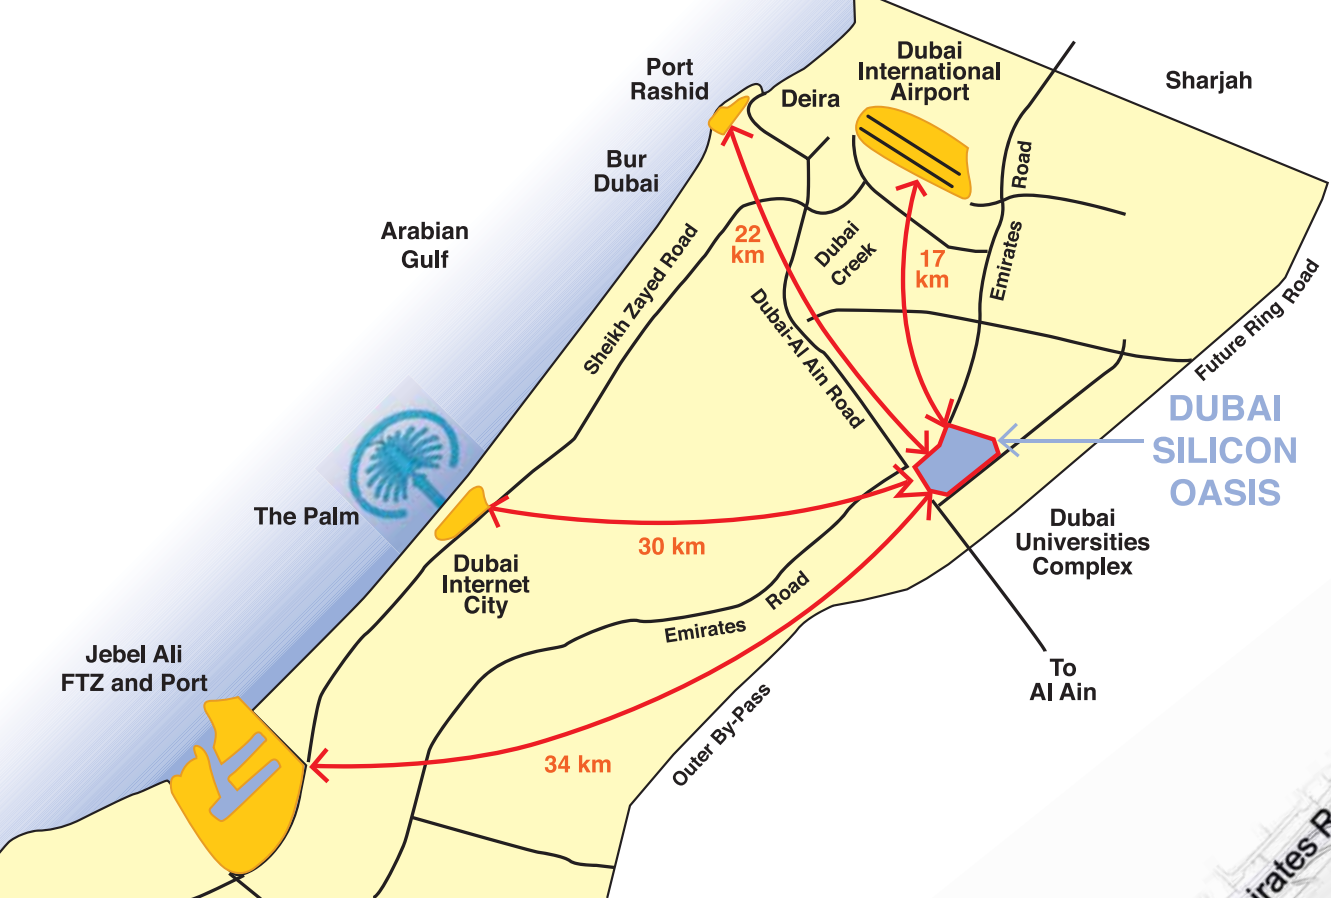 Port
Rashid
Deira
Dubai
International
Airport
Sharjah
Bur
Dubai
Road
Arabian
Gulf
Sheikh Zayed Road
22
km
Dubai
Creek
17
km
Emirates
Dubai-Al Ain Road
Future Ring Road
DUBAI
SILICON
OASIS
The Palm
30 km
Dubai
Universities
Complex
Dubai
Internet
City
Road
Emirates
Jebel Ali
FTZ and Port
To
Al Ain
Outer By-Pass
34 km